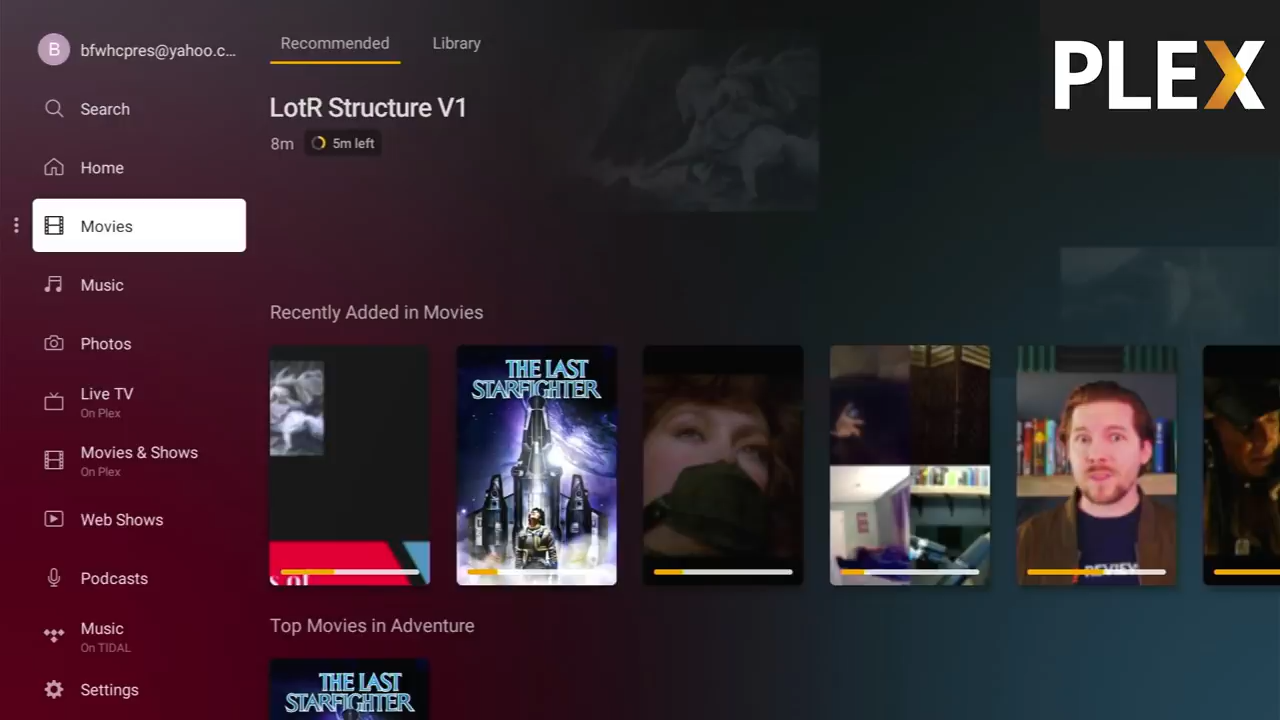 B
bfwhcpres@yahoo.c...
Search
Home
Movies
Music
Photos
Live TV
On Plex
Movies & Shows
On Plex
Web Shows
Podcasts
Music
On TIDAL
Settings
Recommended
Library
PLEX
LotR Structure V1
8m
5m left
Recently Added in Movies
s of
THE LAST
STARFIGHTER
Top Movies in Adventure
THE LAST
STARFIGHTER